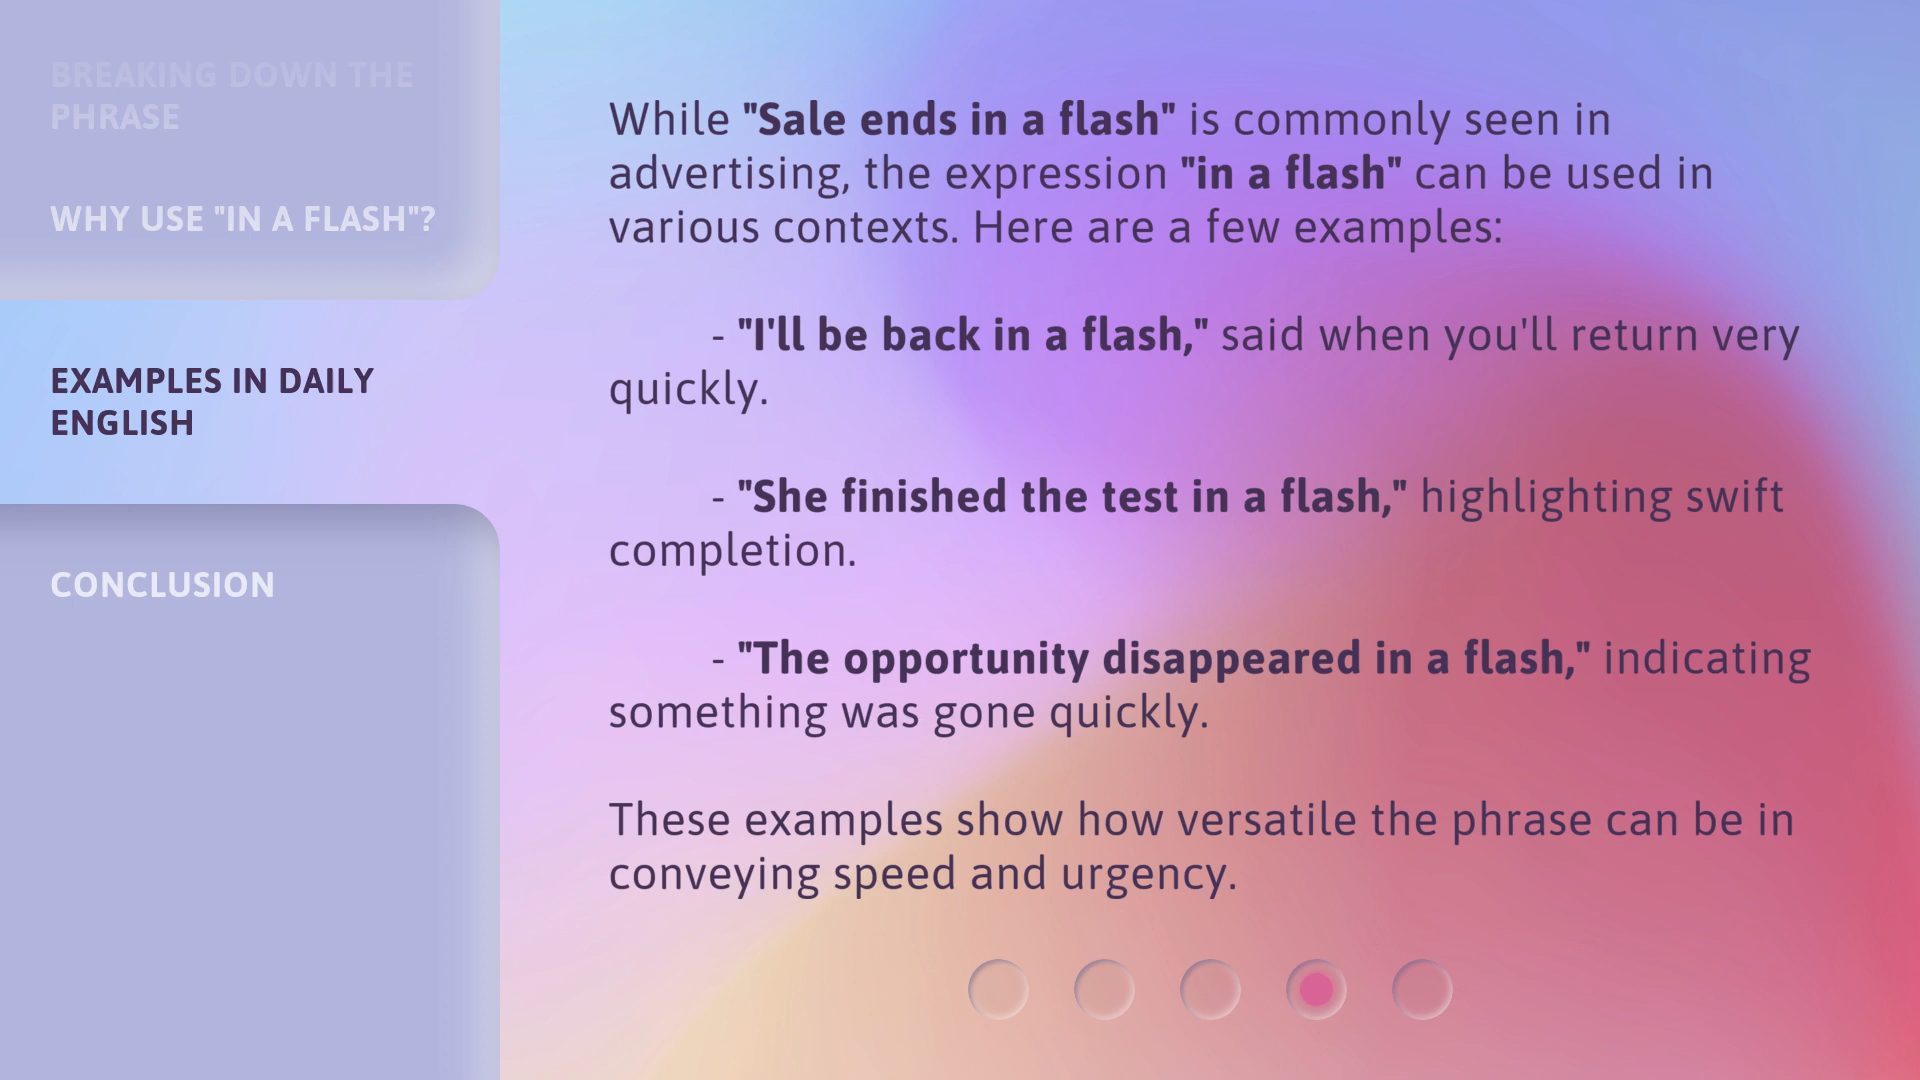 BREAKING DOWN THE
PHRASE
WHY USE "IN A FLASH"?
EXAMPLES IN DAILY
ENGLISH
CONCLUSION
While "Sale ends in a flash" is commonly seen in
advertising, the expression "in a flash" can be used in
various contexts. Here are a few examples:
- "I'll be back in a flash," said when you'll return very
quickly.
- "She finished the test in a flash," highlighting swift
completion.
- "The opportunity disappeared in a flash," indicating
something was gone quickly.
These examples show how versatile the phrase can be in
conveying speed and urgency.